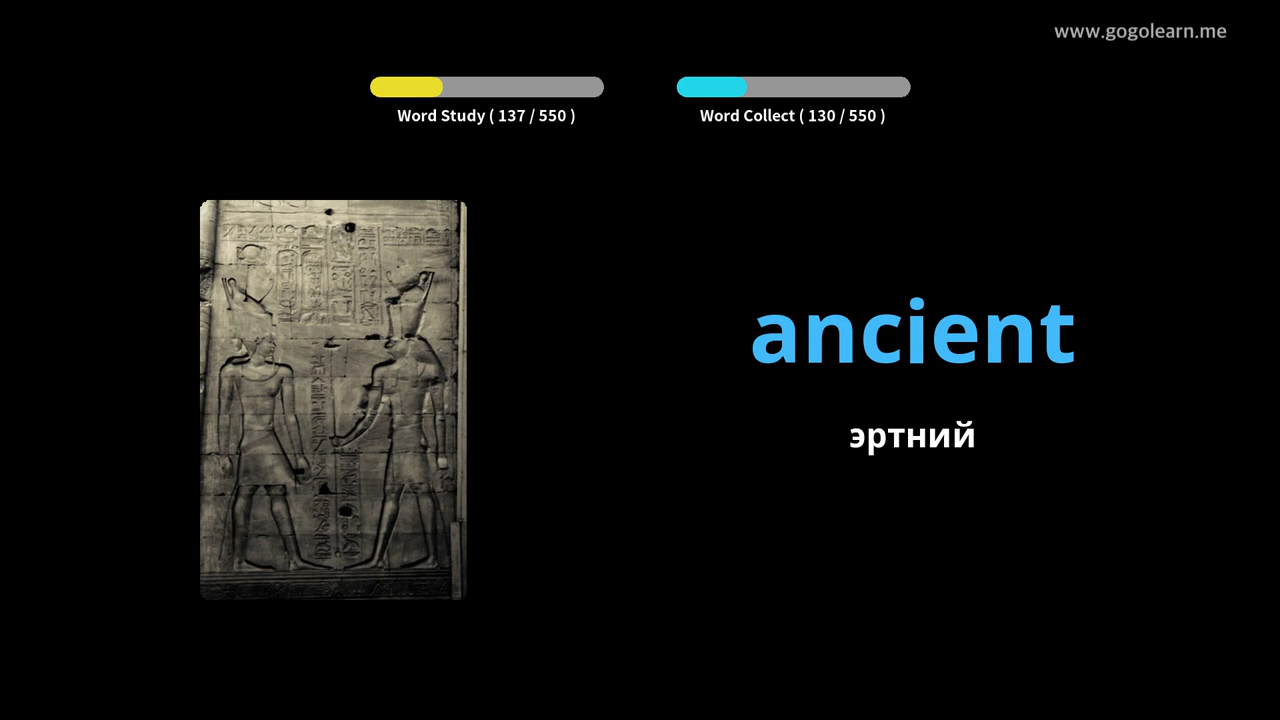 www.gogolearn.me
Word Study ( 137 / 550 )
Word Collect ( 130 / 550 )
ancient
эртний